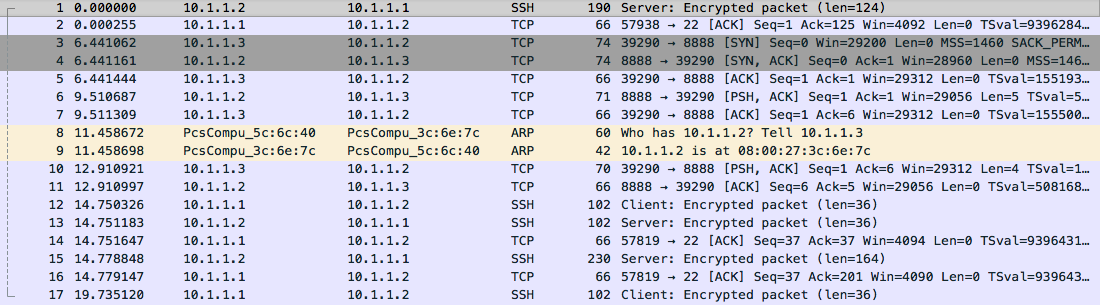 1 0.000000 10.1.1.2 10.1.1.1 SSH 190 Server: Encrypted packet (len=124)
2 0.000255 10.1.1.1 10.1.1.2 TCP 66 57938 → 22 [ACK] Seq=1 Ack=125 Win=4092 Len=0 TSval=9396284…
3 6.441062 10.1.1.3 10.1.1.2 TCP 74 39290 → 8888 [SYN] Seq=0 Win=29200 Len=0 MSS=1460 SACK_PERM…
4 6.441161 10.1.1.2 10.1.1.3 TCP 74 8888 → 39290 [SYN, ACK] Seq=0 Ack=1 Win=28960 Len=0 MSS=146…
5 6.441444 10.1.1.3 10.1.1.2 TCP 66 39290 → 8888 [ACK] Seq=1 Ack=1 Win=29312 Len=0 TSval=155193…
6 9.510687 10.1.1.2 10.1.1.3 TCP 71 8888 → 39290 [PSH, ACK] Seq=1 Ack=1 Win=29056 Len=5 TSval=5…
7 9.511309 10.1.1.3 10.1.1.2 TCP 66 39290 → 8888 [ACK] Seq=1 Ack=6 Win=29312 Len=0 TSval=155500…
8 11.458672 PcsCompu_5c:6c:40 PcsCompu_3c:6e:7c ARP 60 Who has 10.1.1.2? Tell 10.1.1.3
9 11.458698 PcsCompu_3c:6e:7c PcsCompu_5c:6c:40 ARP 42 10.1.1.2 is at 08:00:27:3c:6e:7c
10 12.910921 10.1.1.3 10.1.1.2 TCP 70 39290 → 8888 [PSH, ACK] Seq=1 Ack=6 Win=29312 Len=4 TSval=1…
11 12.910997 10.1.1.2 10.1.1.3 TCP 66 8888 → 39290 [ACK] Seq=6 Ack=5 Win=29056 Len=0 TSval=508168…
12 14.750326 10.1.1.1 10.1.1.2 SSH 102 Client: Encrypted packet (len=36)
13 14.751183 10.1.1.2 10.1.1.1 SSH 102 Server: Encrypted packet (len=36)
14 14.751647 10.1.1.1 10.1.1.2 TCP 66 57819 → 22 [ACK] Seq=37 Ack=37 Win=4094 Len=0 TSval=9396431…
15 14.778848 10.1.1.2 10.1.1.1 SSH 230 Server: Encrypted packet (len=164)
16 14.779147 10.1.1.1 10.1.1.2 TCP 66 57819 → 22 [ACK] Seq=37 Ack=201 Win=4090 Len=0 TSval=939643…
17 19.735120 10.1.1.1 10.1.1.2 SSH 102 Client: Encrypted packet (len=36)